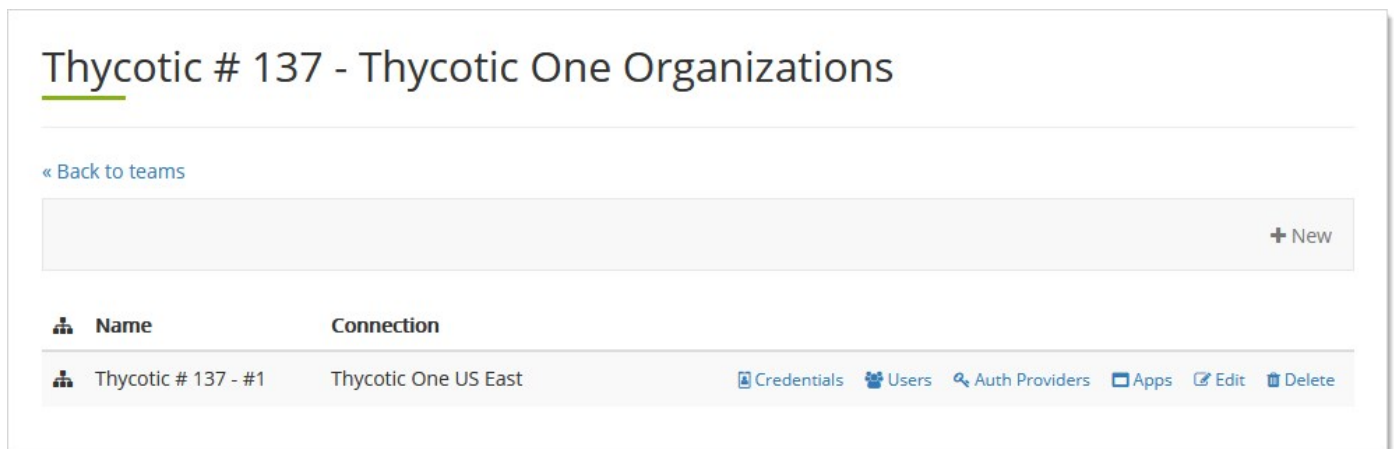 Thycotic # 137 - Thycotic One Organizations
« Back to teams
New
Name Connection
Thycotic # 137 - #1 Thycotic One US East Credentials Users Auth Providers Apps Edit Delete